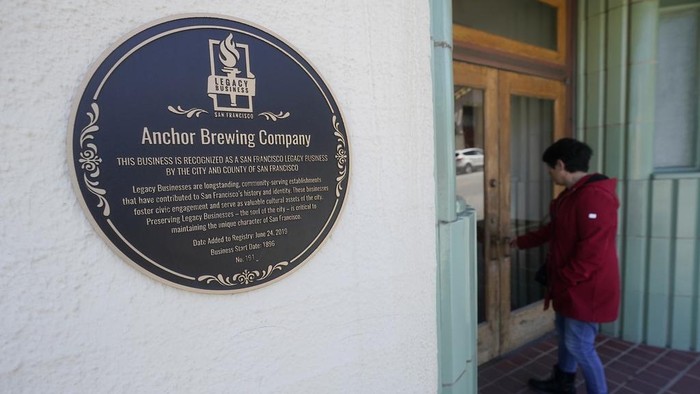 LEGACY
BUSINESS
SAN FRANCISCO
Anchor Brewing Company
THIS BUSINESS IS RECOGNIZED AS A SAN FRANCISCO LEGACY BUSINESS
BY THE CITY AND COUNTY OF SAN FRANCISCO
Legacy Businesses are longstanding, community-serving establishments
that have contributed to San Francisco's history and identity. These businesses
foster civic engagement and serve as valuable cultural assets of the city.
Preserving Legacy Businesses – the soul of the city – is critical to
maintaining the unique character of San Francisco.
Date Added to Registry: June 24, 2019
Business Start Date: 1896
No.